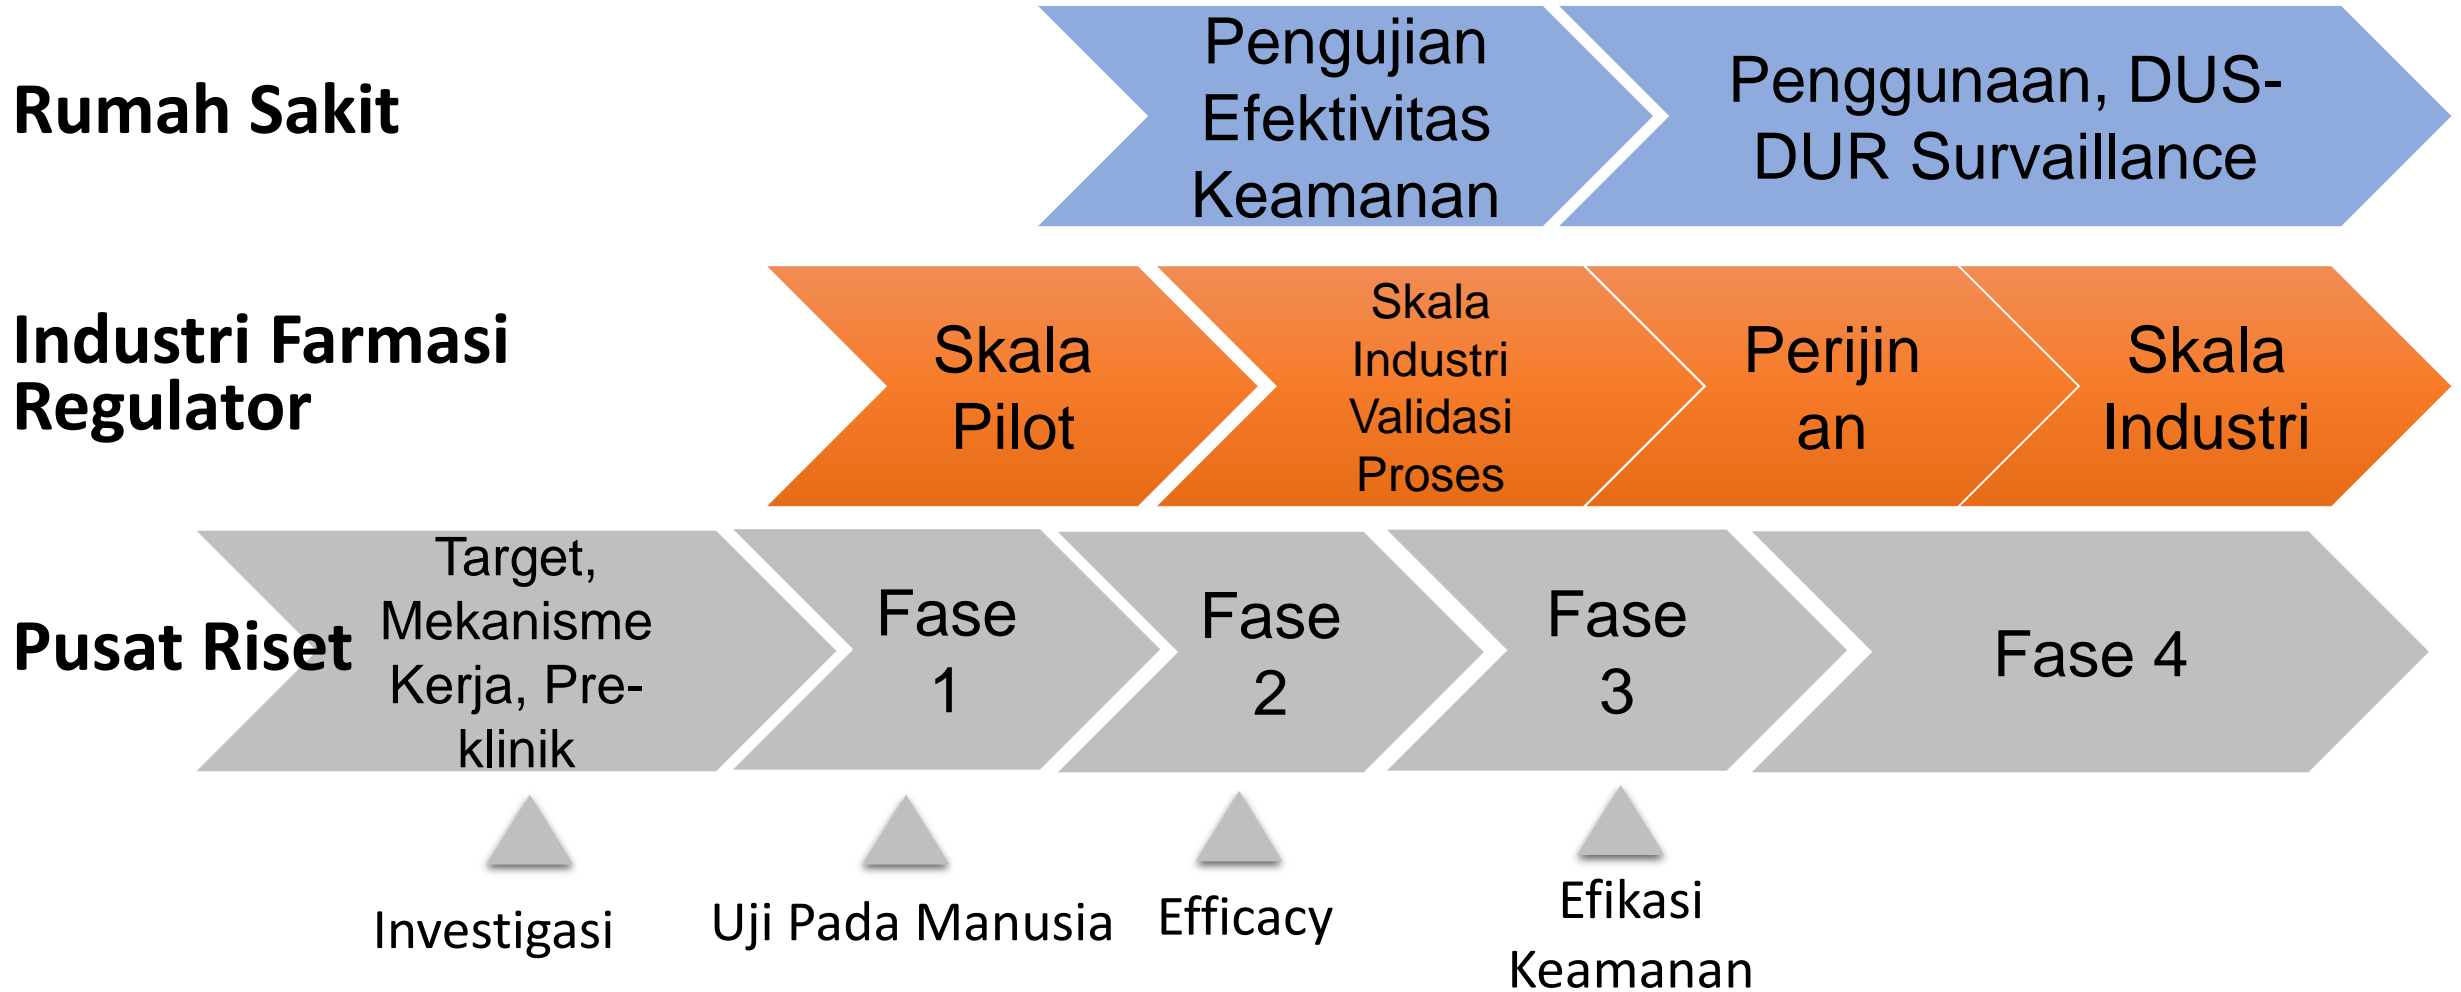 Rumah Sakit
Pengujian
Efektivitas
Keamanan
Penggunaan, DUS-
DUR Survaillance
Industri Farmasi
Regulator
Skala
Pilot
Skala
Industri
Validasi
Proses
Perijin
an
Skala
Industri
Pusat Riset
Target,
Mekanisme
Kerja, Pre-
klinik
Fase
1
Fase
2
Fase
3
Fase 4
Investigasi
Uji Pada Manusia
Efficacy
Efikasi
Keamanan